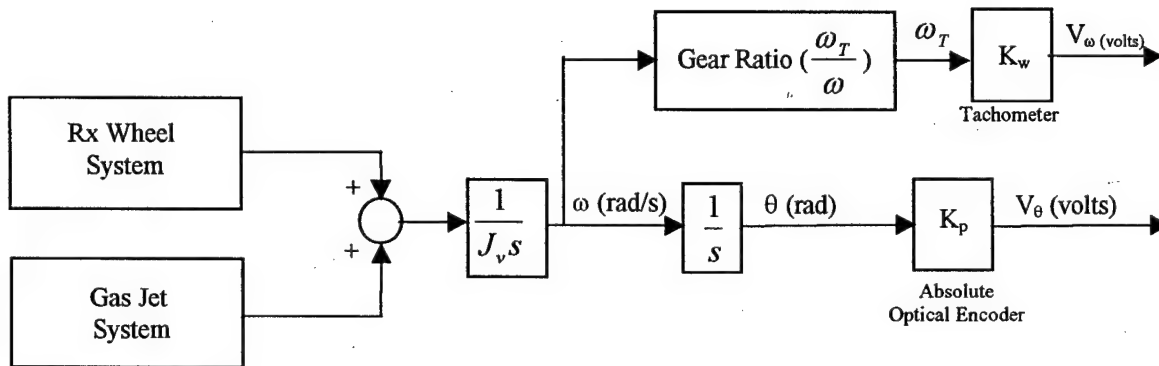 Rx Wheel
System
Gas Jet
System
+
+
1
J_v s
ω (rad/s)
1
s
θ (rad)
Gear Ratio (ω_T / ω)
ω_T
K_w
Tachometer
V_ω (volts)
K_p
Absolute
Optical Encoder
V_θ (volts)